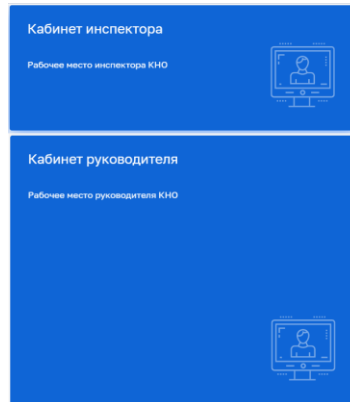 Кабинет инспектора
Рабочее место инспектора КНО
Кабинет руководителя
Рабочее место руководителя КНО